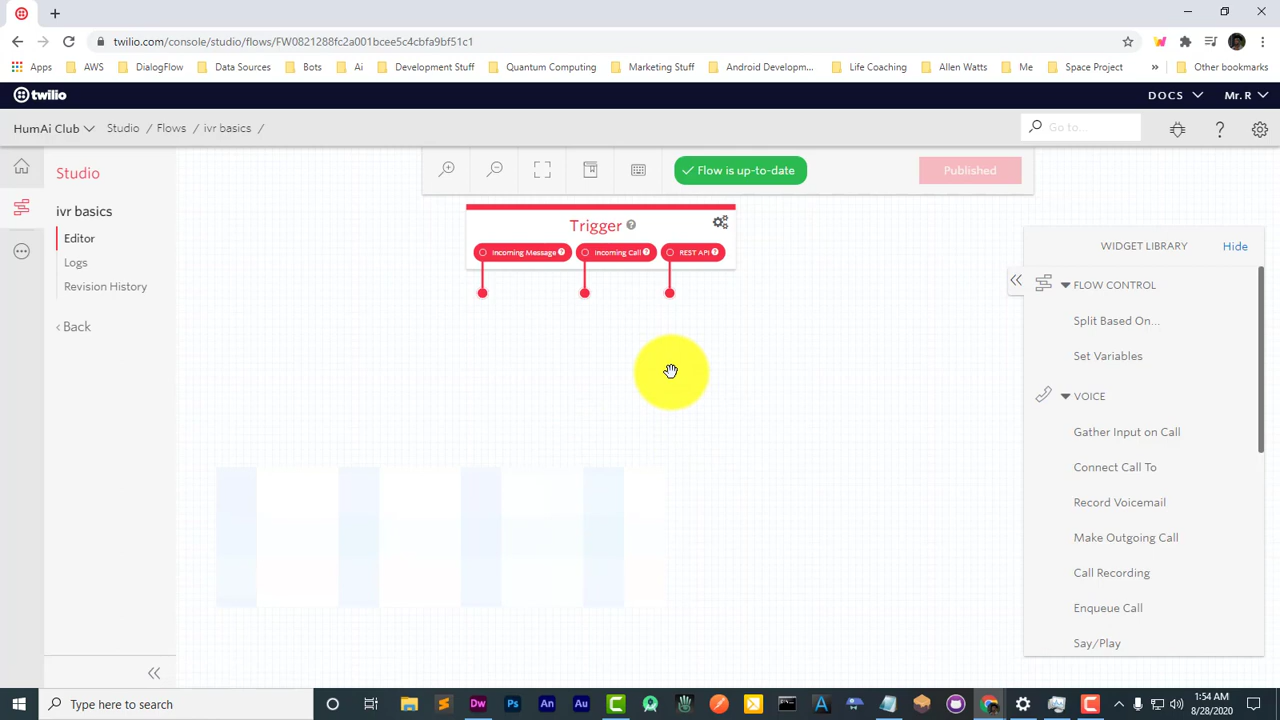 twilio.com/console/studio/flows/FW0821288fc2a001bcee5c4cbfa9bf51c1
Apps
AWS
DialogFlow
Data Sources
Bots
Ai
Development Stuff
Quantum Computing
Marketing Stuff
Android Developm...
Life Coaching
Allen Watts
Me
Space Project
»
Other bookmarks
twilio
DOCS
Mr. R
HumAi Club
Studio / Flows / ivr basics /
Go to...
Studio
Flow is up-to-date
Published
ivr basics
Editor
Logs
Revision History
‹ Back
Trigger
Incoming Message
Incoming Call
REST API
WIDGET LIBRARY
Hide
FLOW CONTROL
Split Based On...
Set Variables
VOICE
Gather Input on Call
Connect Call To
Record Voicemail
Make Outgoing Call
Call Recording
Enqueue Call
Say/Play
Type here to search
Dw
Ps
An
Au
1:54 AM
8/28/2020